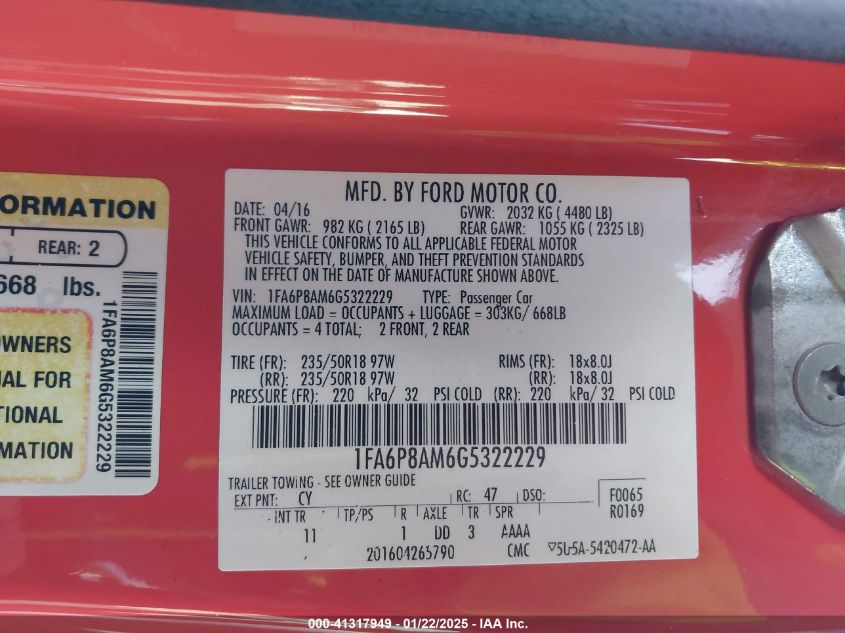 ORMATION
REAR: 2
668 lbs.
OWNERS
AL FOR
TIONAL
MATION
1FA6P8AM6G5322229
MFD. BY FORD MOTOR CO.
DATE: 04/16 GVWR: 2032 KG ( 4480 LB)
FRONT GAWR: 982 KG ( 2165 LB) REAR GAWR: 1055 KG ( 2325 LB)
THIS VEHICLE CONFORMS TO ALL APPLICABLE FEDERAL MOTOR
VEHICLE SAFETY, BUMPER, AND THEFT PREVENTION STANDARDS
IN EFFECT ON THE DATE OF MANUFACTURE SHOWN ABOVE.
VIN: 1FA6P8AM6G5322229 TYPE: Passenger Car
MAXIMUM LOAD = OCCUPANTS + LUGGAGE = 303KG/ 668LB
OCCUPANTS = 4 TOTAL; 2 FRONT, 2 REAR
TIRE (FR): 235/50R18 97W RIMS (FR): 18x8.0J
(RR): 235/50R18 97W (RR): 18x8.0J
PRESSURE (FR): 220 kPa/ 32 PSI COLD (RR): 220 kPa/ 32 PSI COLD
1FA6P8AM6G5322229
TRAILER TOWING - SEE OWNER GUIDE
EXT PNT: CY RC: 47 DSO: F0065
INT TR TP/PS R AXLE TR SPR R0169
11 1 DD 3 AAAA
201604265790 CMC ▽5U5A-5420472-AA
000-41317949 - 01/22/2025 - IAA Inc.